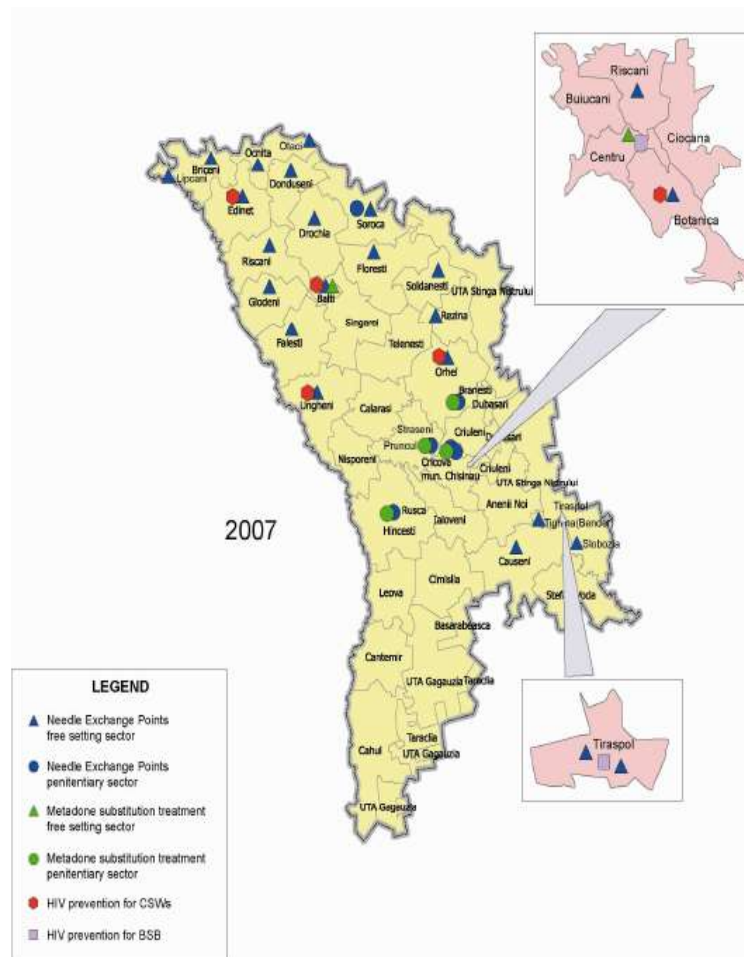 Riscani
Buiucani
Ciocana
Centru
Botanica
Otaci
Ocnita
Briceni
Lipcani
Donduseni
Edinet
Soroca
Drochia
Riscani
Floresti
Soldanesti
UTA Stinga Nistrului
Glodeni
Balti
Rezina
Singerei
Falesti
Telenesti
Orhei
Branesti
Ungheni
Calarasi
Dubasari
Straseni
Criuleni
Pruncul
Cricova
Nisporeni
mun. Chisinau
Criuleni
UTA Stinga Nistrului
Anenii Noi
Tiraspol
Rusca
Ialoveni
Tighina(Bender)
2007
Hincesti
Slobozia
Causeni
Leova
Cimislia
Basarabeasca
Cantemir
UTA Gagauzia
Taraclia
Taraclia
Cahul
UTA Gagauzia
UTA Gagauzia
Tiraspol
LEGEND
Needle Exchange Points
free setting sector
Needle Exchange Points
penitentiary sector
Metadone substitution treatment
free setting sector
Metadone substitution treatment
penitentiary sector
HIV prevention for CSWs
HIV prevention for BSB